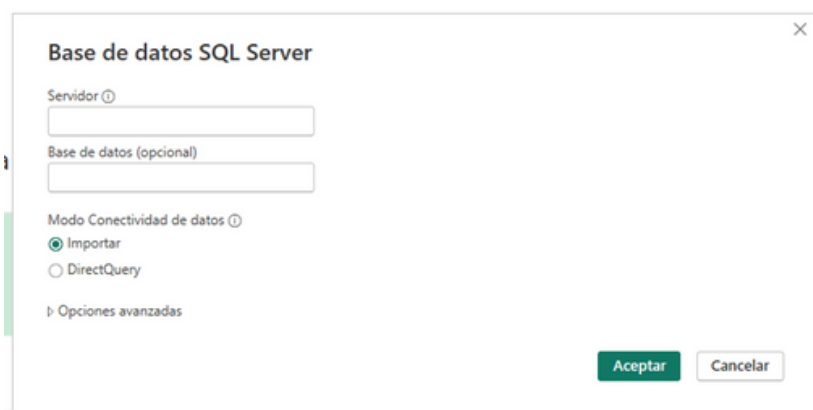 Base de datos SQL Server
Servidor
Base de datos (opcional)
Modo Conectividad de datos
Importar
DirectQuery
Opciones avanzadas
Aceptar Cancelar